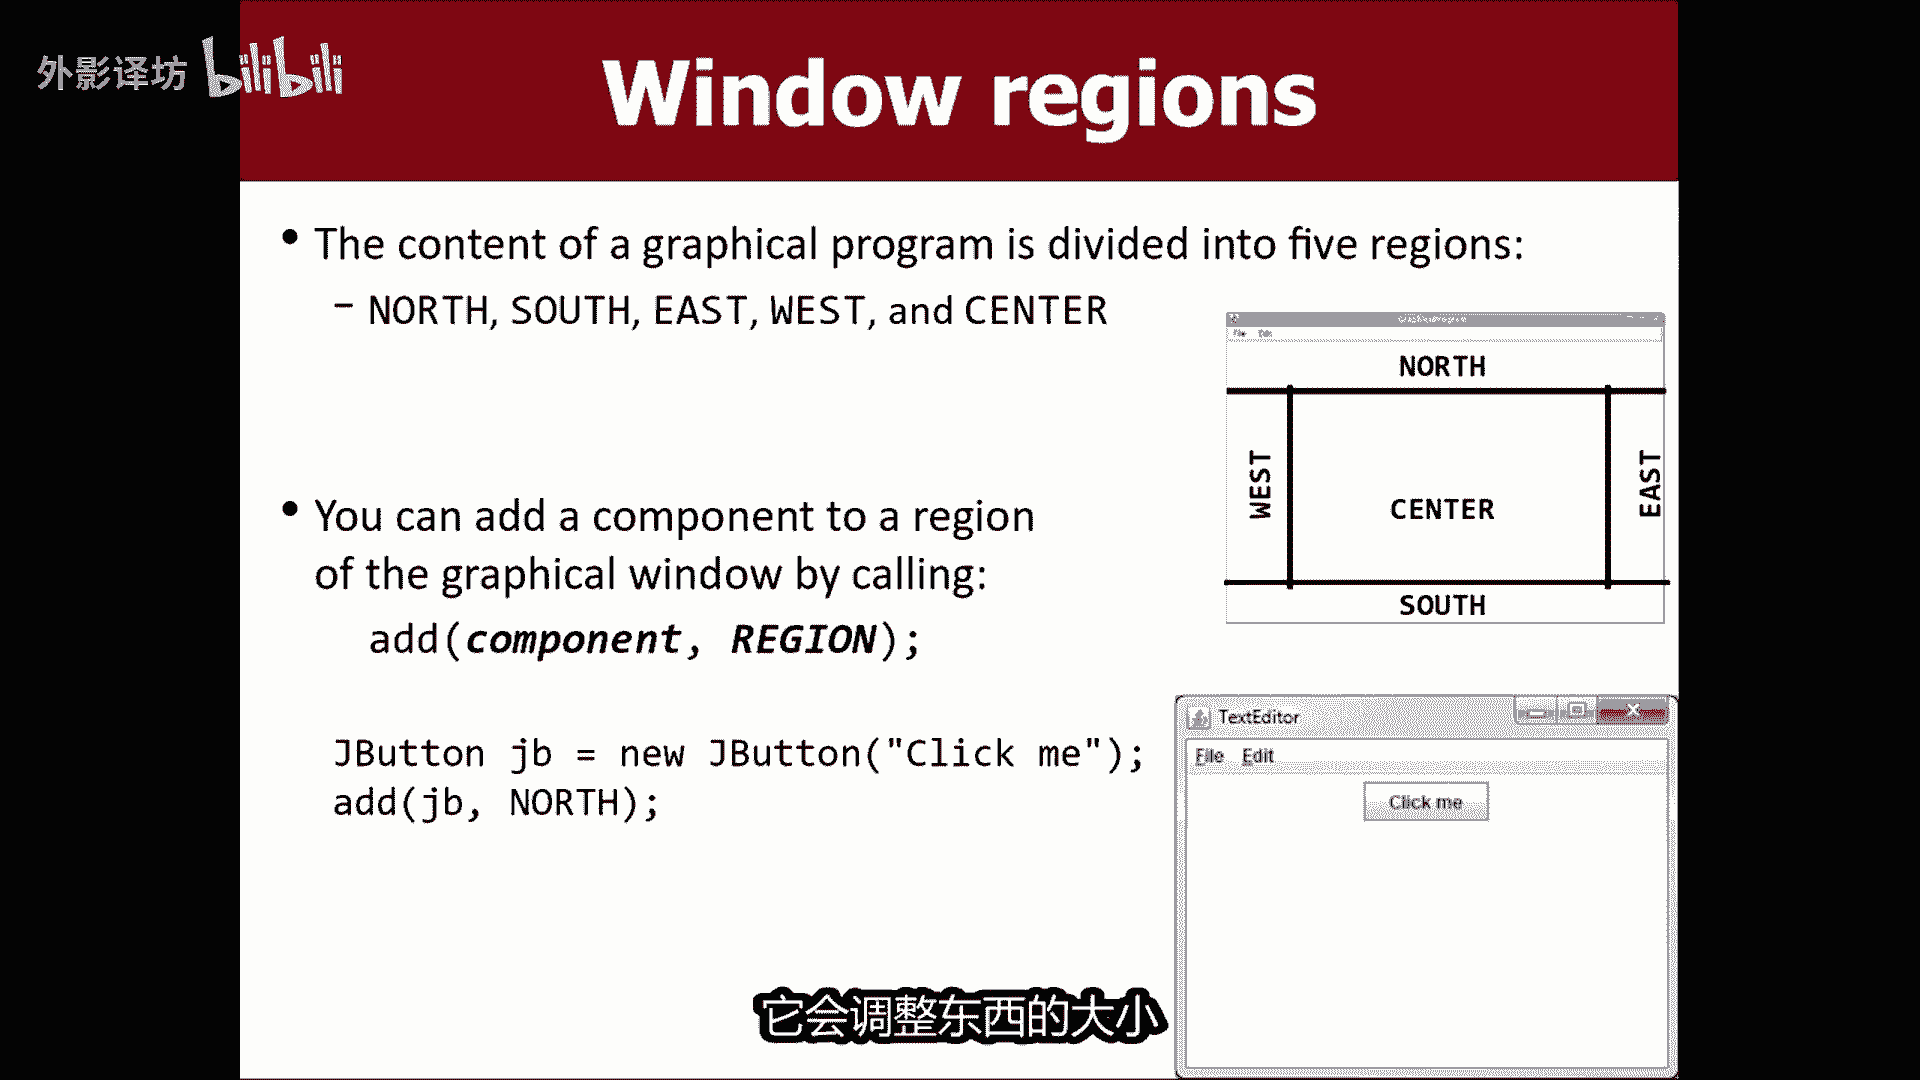 外影译坊 bilibili
Window regions
• The content of a graphical program is divided into five regions:
– NORTH, SOUTH, EAST, WEST, and CENTER
File Edit
NORTH
WEST
CENTER
EAST
SOUTH
• You can add a component to a region
of the graphical window by calling:
add(component, REGION);
JButton jb = new JButton("Click me");
add(jb, NORTH);
TextEditor
File Edit
Click me
它会调整东西的大小